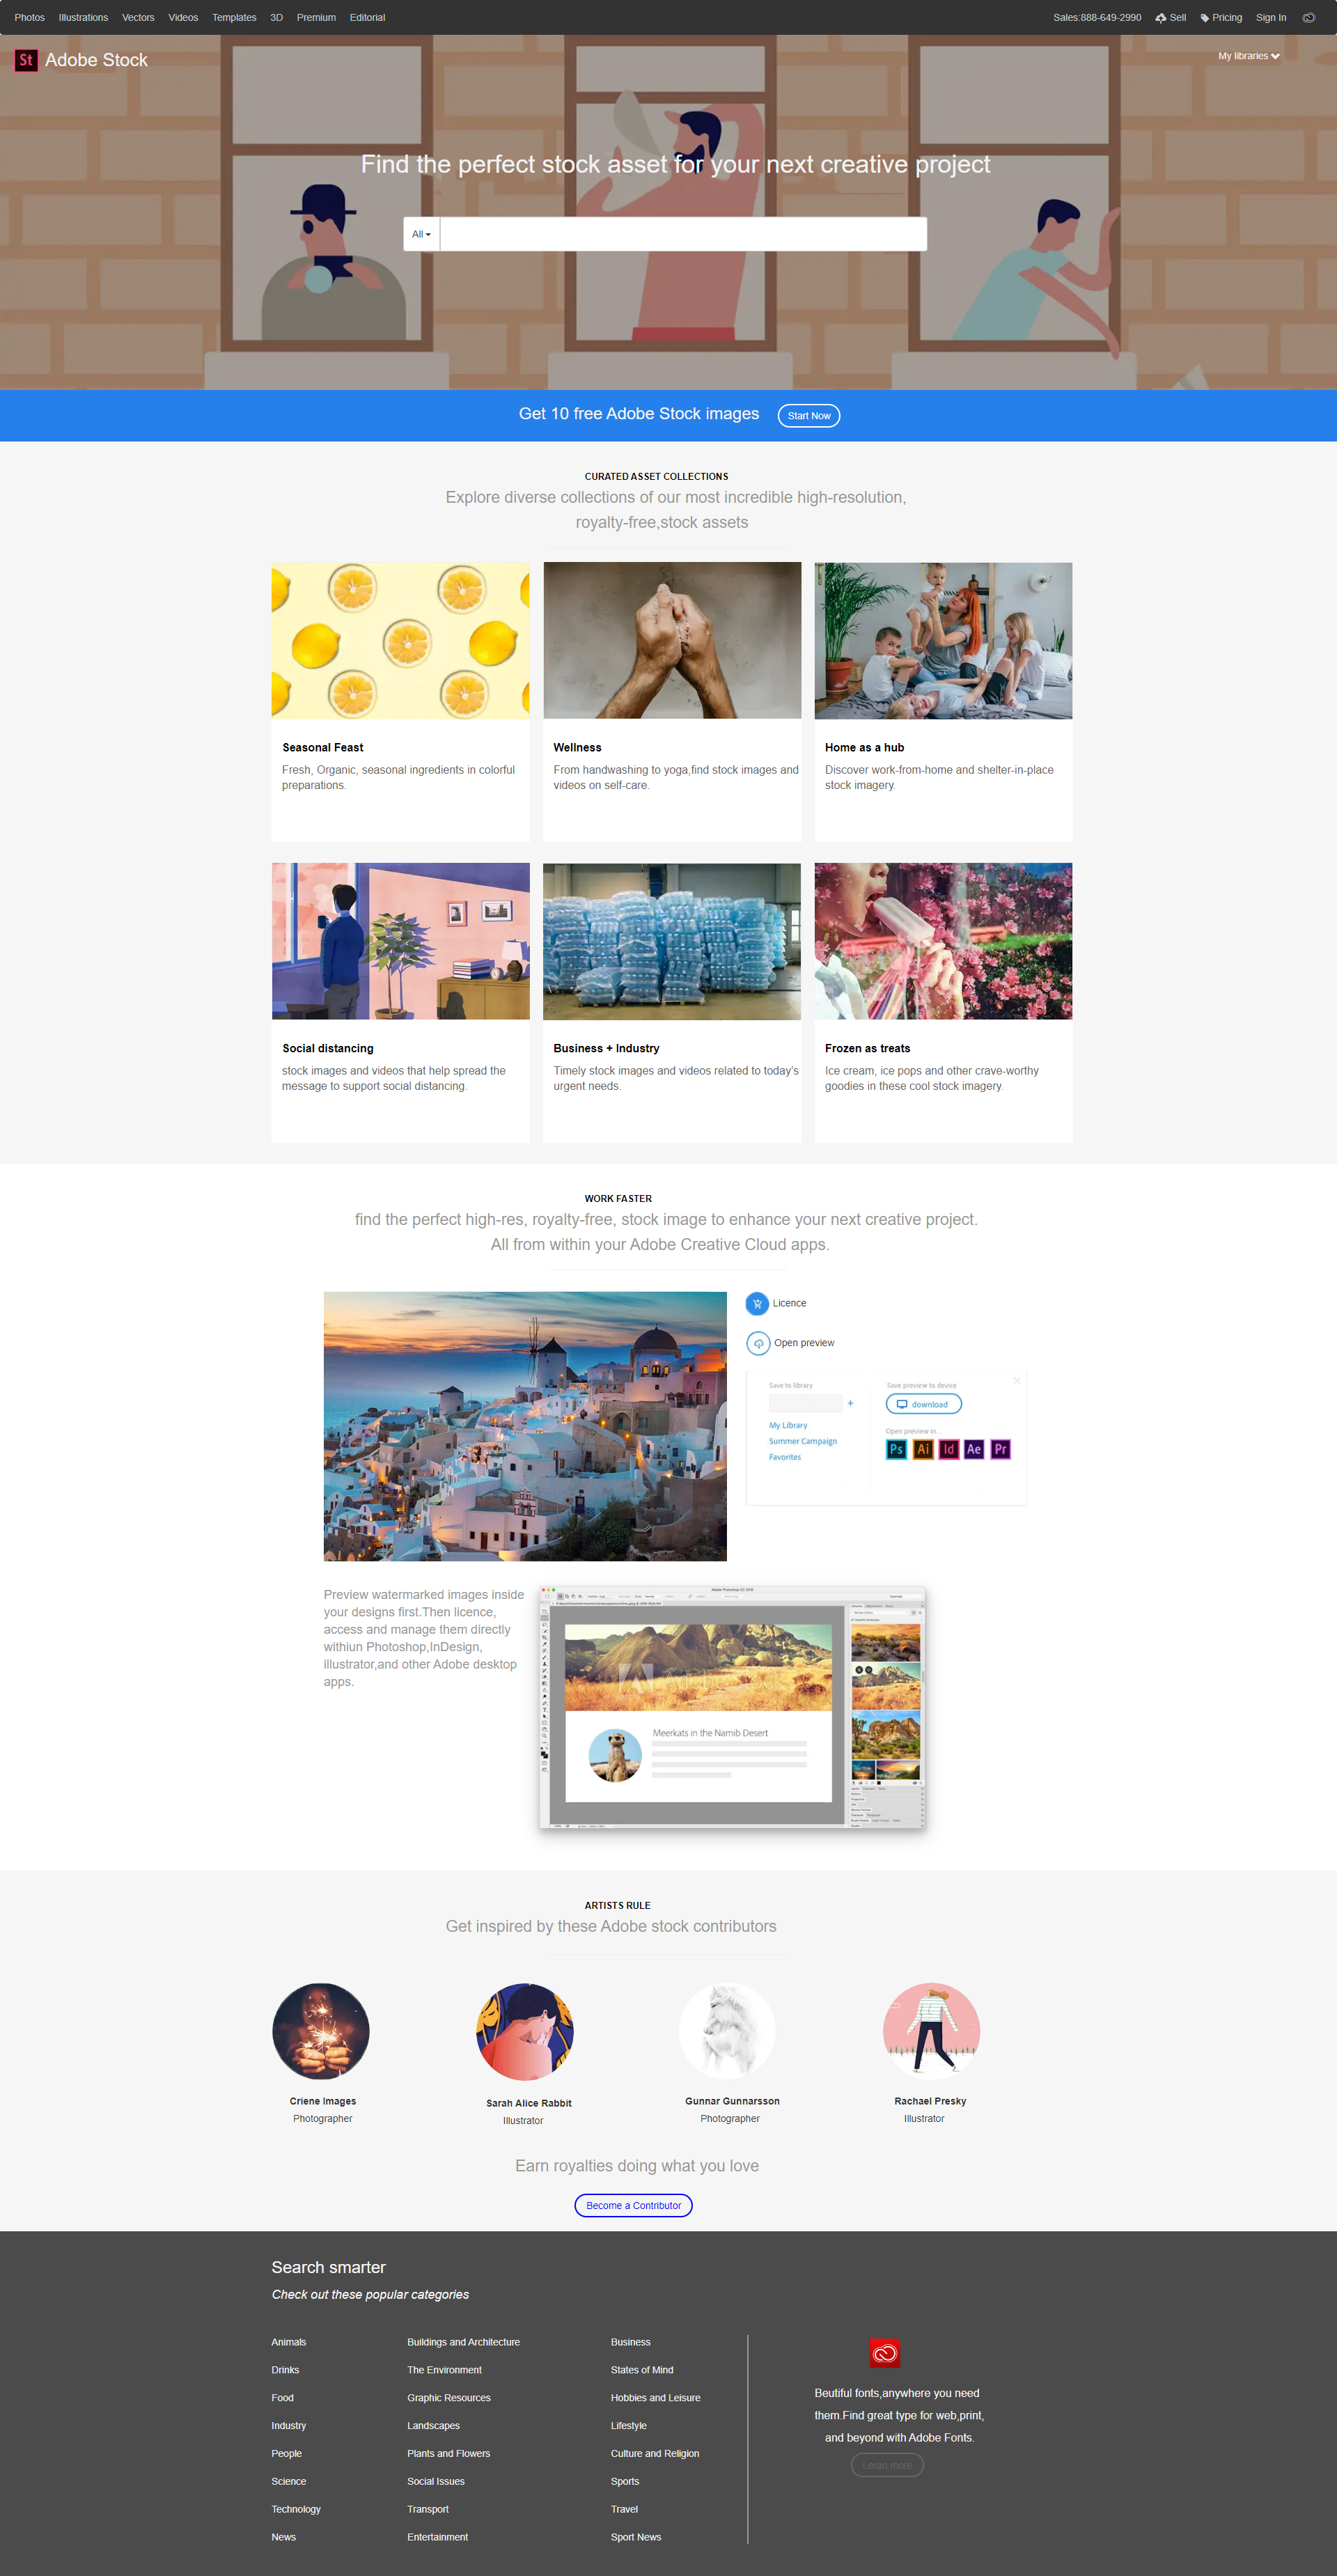 Photos Illustrations Vectors Videos Templates 3D Premium Editorial Sales:888-649-2990 Sell Pricing Sign In
St Adobe Stock
My libraries
Find the perfect stock asset for your next creative project
All
Get 10 free Adobe Stock images Start Now
CURATED ASSET COLLECTIONS
Explore diverse collections of our most incredible high-resolution,
royalty-free,stock assets
Seasonal Feast
Fresh, Organic, seasonal ingredients in colorful
preparations.
Wellness
From handwashing to yoga,find stock images and
videos on self-care.
Home as a hub
Discover work-from-home and shelter-in-place
stock imagery.
Social distancing
stock images and videos that help spread the
message to support social distancing.
Business + Industry
Timely stock images and videos related to today's
urgent needs.
Frozen as treats
Ice cream, ice pops and other crave-worthy
goodies in these cool stock imagery.
WORK FASTER
find the perfect high-res, royalty-free, stock image to enhance your next creative project.
All from within your Adobe Creative Cloud apps.
Licence
Open preview
Save to library
+
My Library
Summer Campaign
Favorites
Save preview to device
download
Open preview in...
Ps Ai Id Ae Pr
Preview watermarked images inside
your designs first.Then licence,
access and manage them directly
withiun Photoshop,InDesign,
illustrator,and other Adobe desktop
apps.
Adobe Stock
Meerkats in the Namib Desert
ARTISTS RULE
Get inspired by these Adobe stock contributors
Criene Images
Photographer
Sarah Alice Rabbit
Illustrator
Gunnar Gunnarsson
Photographer
Rachael Presky
Illustrator
Earn royalties doing what you love
Become a Contributor
Search smarter
Check out these popular categories
Animals Buildings and Architecture Business
Drinks The Environment States of Mind
Food Graphic Resources Hobbies and Leisure
Industry Landscapes Lifestyle
People Plants and Flowers Culture and Religion
Science Social Issues Sports
Technology Transport Travel
News Entertainment Sport News
Beutiful fonts,anywhere you need
them.Find great type for web,print,
and beyond with Adobe Fonts.
Leran more